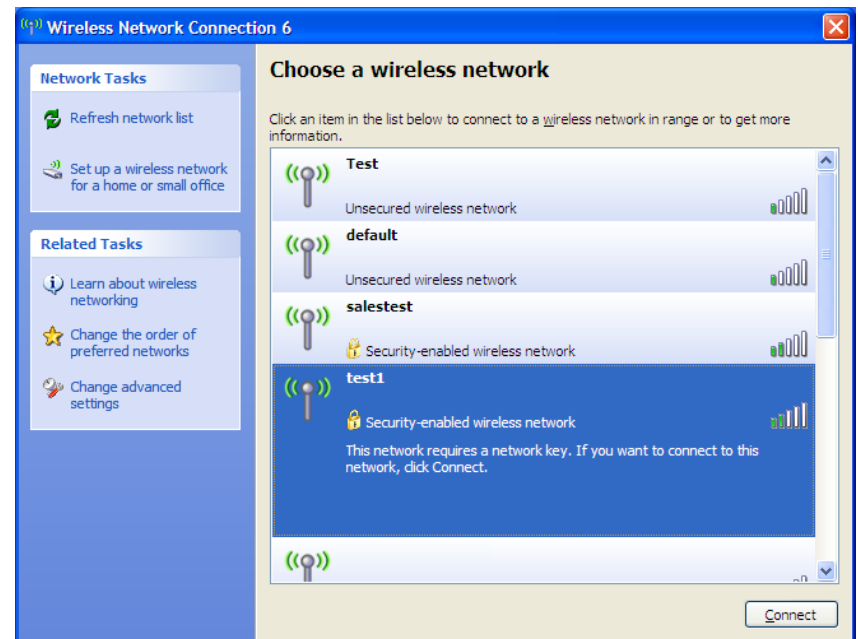 Wireless Network Connection 6
Network Tasks
Refresh network list
Set up a wireless network
for a home or small office
Related Tasks
Learn about wireless
networking
Change the order of
preferred networks
Change advanced
settings
Choose a wireless network
Click an item in the list below to connect to a wireless network in range or to get more
information.
Test
Unsecured wireless network
default
Unsecured wireless network
salestest
Security-enabled wireless network
test1
Security-enabled wireless network
This network requires a network key. If you want to connect to this
network, click Connect.
Connect